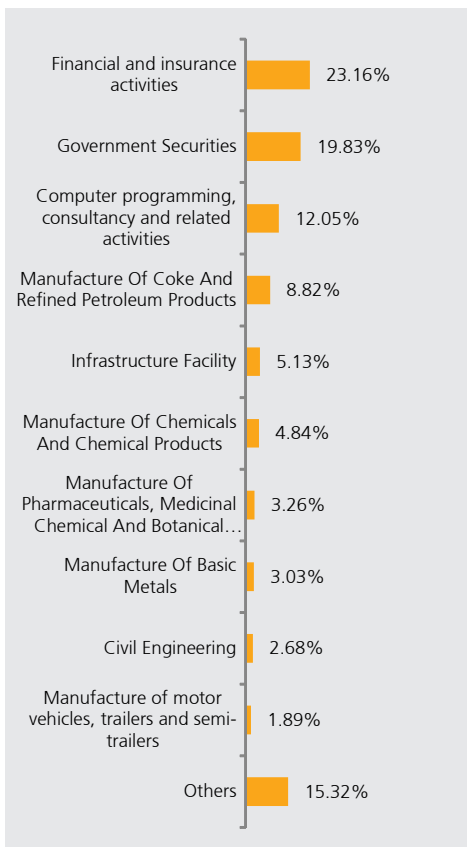 Financial and insurance
activities
23.16%
Government Securities
19.83%
Computer programming,
consultancy and related
activities
12.05%
Manufacture Of Coke And
Refined Petroleum Products
8.82%
Infrastructure Facility
5.13%
Manufacture Of Chemicals
And Chemical Products
4.84%
Manufacture Of
Pharmaceuticals, Medicinal
Chemical And Botanical…
3.26%
Manufacture Of Basic
Metals
3.03%
Civil Engineering
2.68%
Manufacture of motor
vehicles, trailers and semi-
trailers
1.89%
Others
15.32%